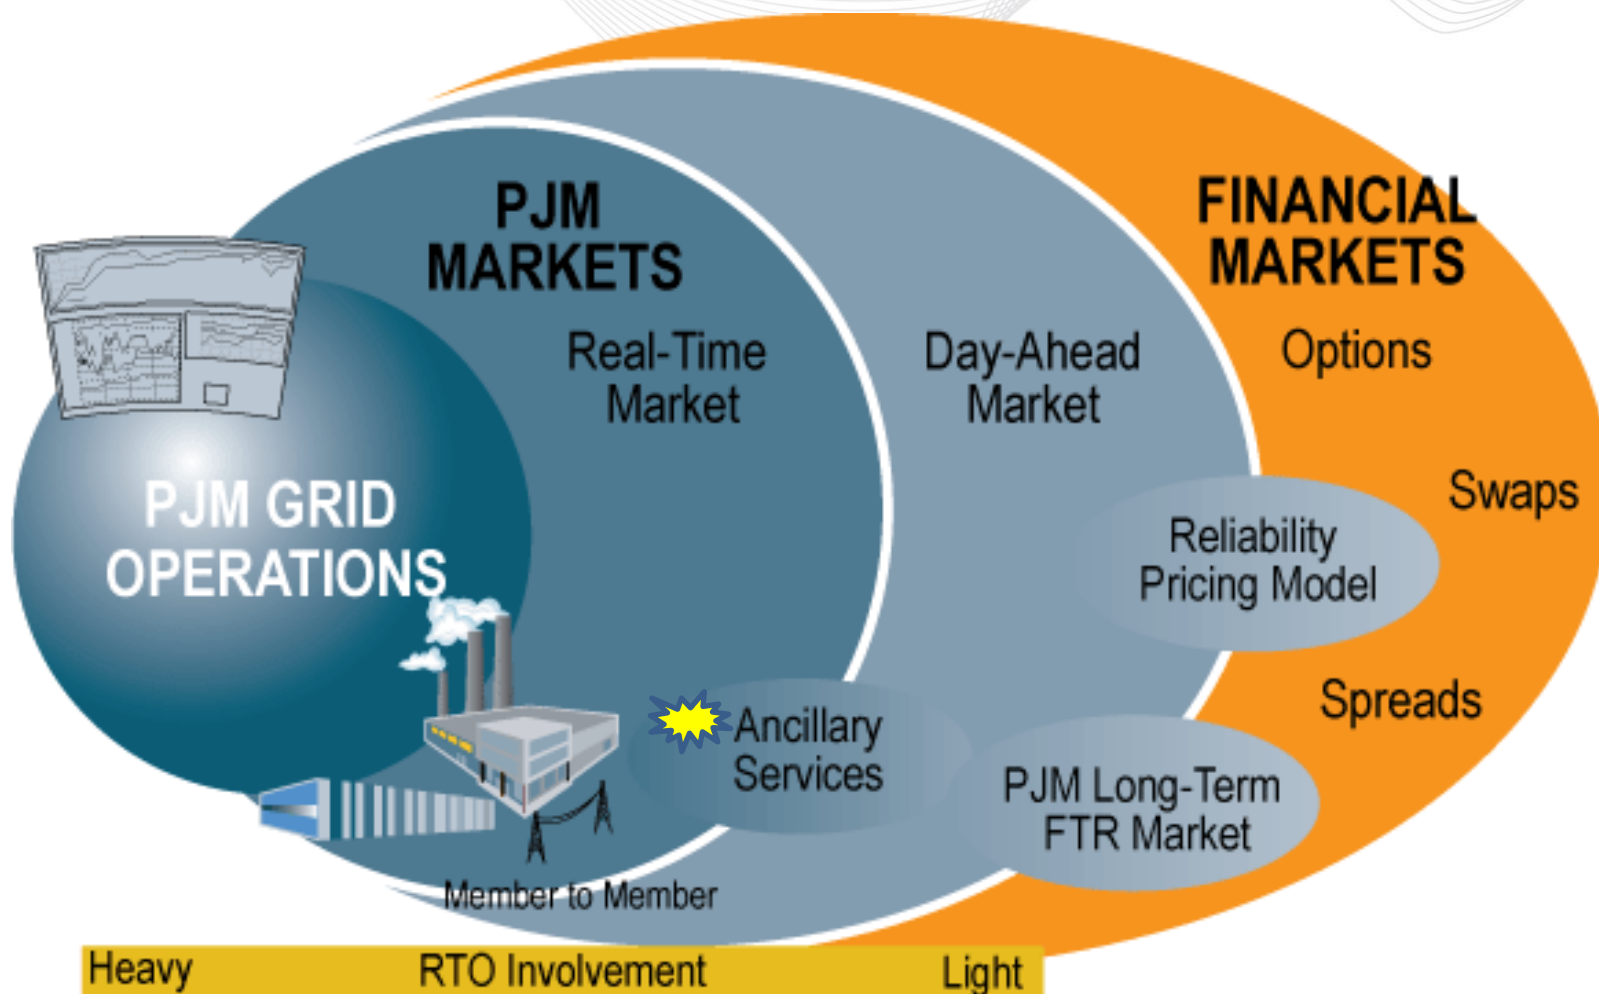 PJM
MARKETS
FINANCIAL
MARKETS
Real-Time
Market
Day-Ahead
Market
Options
PJM GRID
OPERATIONS
Swaps
Reliability
Pricing Model
Spreads
Ancillary
Services
PJM Long-Term
FTR Market
Member to Member
Heavy RTO Involvement Light